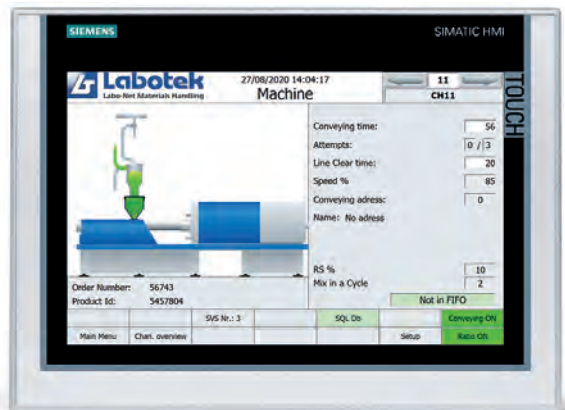 SIEMENS
SIMATIC HMI
TOUCH
Labotek
Labo-Net Materials Handling
27/08/2020 14:04:17
Machine
11
CH11
Conveying time: 56
Attempts: 0 / 3
Line Clear time: 20
Speed % 85
Conveying adress: 0
Name: No adress
RS % 10
Mix in a Cycle 2
Order Number: 56743
Product Id: 5457804
Not in FIFO
SVS Nr.: 3
SQL Db
Conveying ON
Main Menu
Chan. overview
Setup
Ratio ON